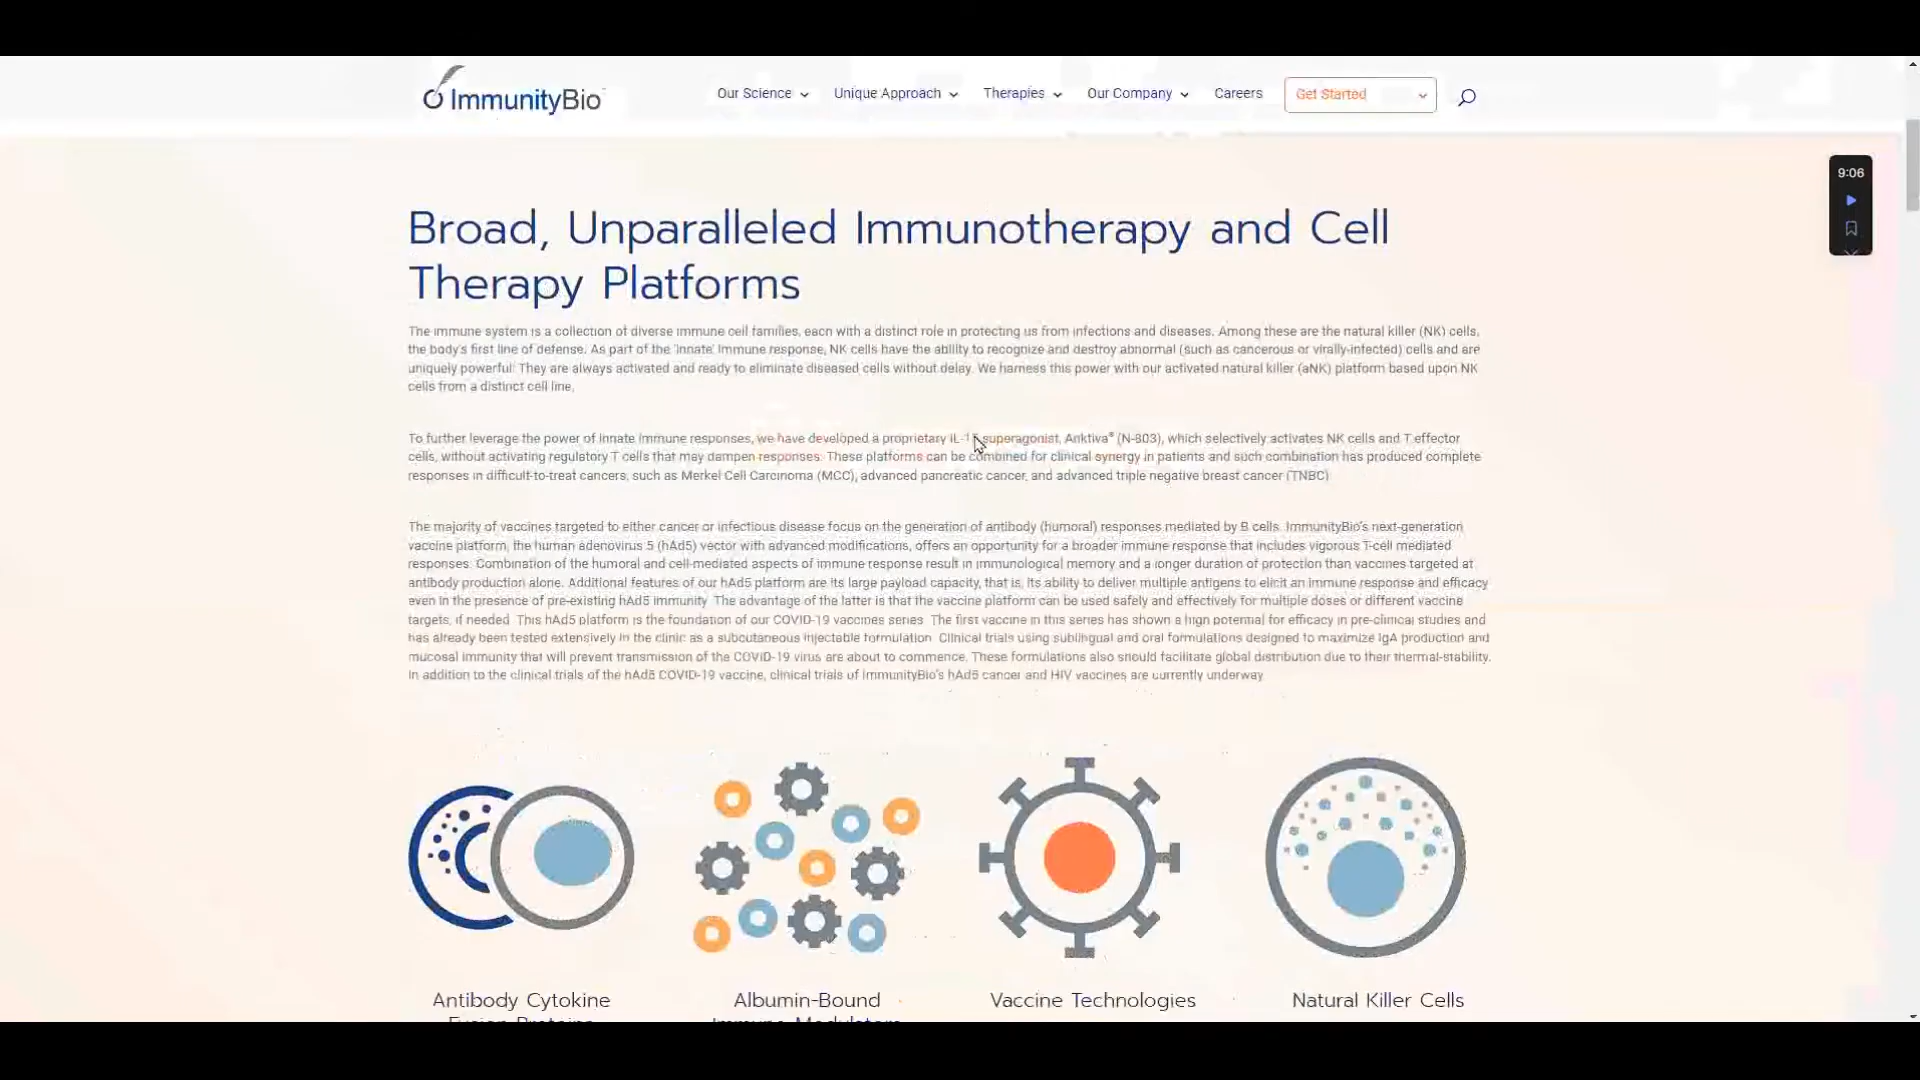 ImmunityBio
Our Science
Unique Approach
Therapies
Our Company
Careers
Get Started
9:06
Broad, Unparalleled Immunotherapy and Cell
Therapy Platforms
The immune system is a collection of diverse immune cell families, each with a distinct role in protecting us from infections and diseases. Among these are the natural killer (NK) cells,
the body's first line of defense. As part of the 'innate' immune response, NK cells have the ability to recognize and destroy abnormal (such as cancerous or virally-infected) cells and are
uniquely powerful: They are always activated and ready to eliminate diseased cells without delay. We harness this power with our activated natural killer (aNK) platform based upon NK
cells from a distinct cell line.
To further leverage the power of innate immune responses, we have developed a proprietary superagonist, Anktiva® (N-803), which selectively activates NK cells and T effector
cells, without activating regulatory T cells that may dampen responses. These platforms can be combined for clinical synergy in patients and such combination has produced complete
responses in difficult-to-treat cancers, such as Merkel Cell Carcinoma (MCC), advanced pancreatic cancer, and advanced triple negative breast cancer (TNBC)
The majority of vaccines targeted to either cancer or infectious disease focus on the generation of antibody (humoral) responses mediated by B cells. ImmunityBio's next-generation
vaccine platform, the human adenovirus 5 (hAd5) vector with advanced modifications, offers an opportunity for a broader immune response that includes vigorous T-cell mediated
responses. Combination of the humoral and cell-mediated aspects of immune response result in immunological memory and a longer duration of protection than vaccines targeted at
antibody production alone. Additional features of our hAd5 platform are its large payload capacity, that is, its ability to deliver multiple antigens to elicit an immune response and efficacy
even in the presence of pre-existing hAd5 immunity. The advantage of the latter is that the vaccine platform can be used safely and effectively for multiple doses or different vaccine
targets, if needed. This hAd5 platform is the foundation of our COVID-19 vaccines series. The first vaccine in this series has shown a high potential for efficacy in pre-clinical studies and
has already been tested extensively in the clinic as a subcutaneous injectable formulation. Clinical trials using sublingual and oral formulations designed to maximize IgA production and
mucosal immunity that will prevent transmission of the COVID-19 virus are about to commence. These formulations also should facilitate global distribution due to their thermal-stability.
In addition to the clinical trials of the hAd5 COVID-19 vaccine, clinical trials of ImmunityBio's hAd5 cancer and HIV vaccines are currently underway
Antibody Cytokine
Albumin-Bound
Vaccine Technologies
Natural Killer Cells